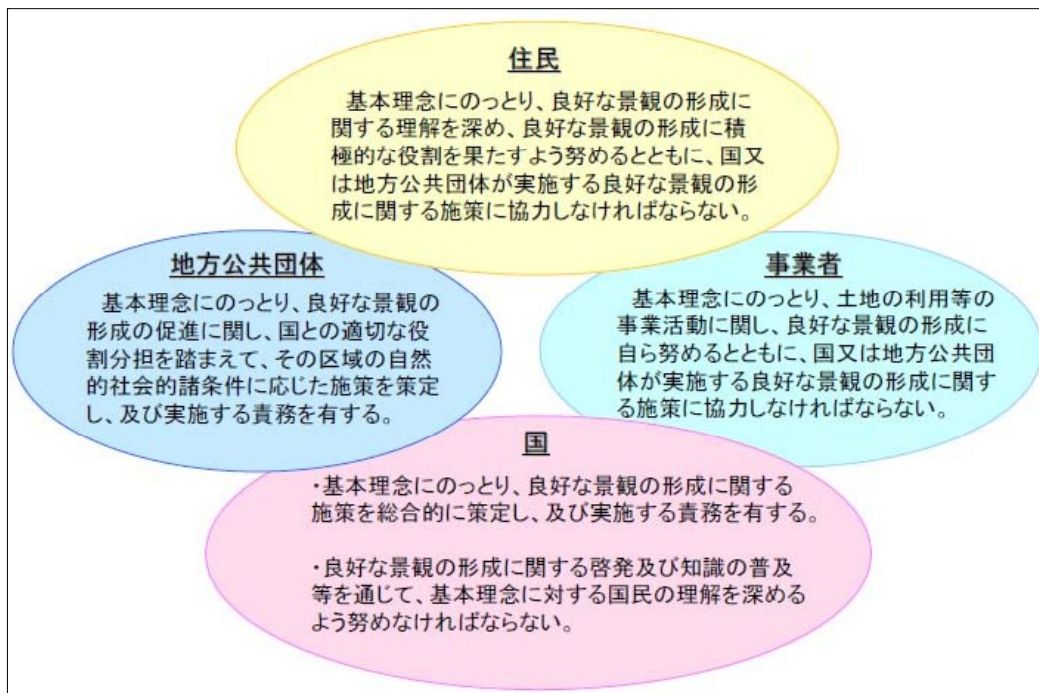 住民
基本理念にのっとり、良好な景観の形成に
関する理解を深め、良好な景観の形成に積
極的な役割を果たすよう努めるとともに、国又
は地方公共団体が実施する良好な景観の形
成に関する施策に協力しなければならない。
地方公共団体
基本理念にのっとり、良好な景観の
形成の促進に関し、国との適切な役
割分担を踏まえて、その区域の自然
的社会的諸条件に応じた施策を策定
し、及び実施する責務を有する。
事業者
基本理念にのっとり、土地の利用等の
事業活動に関し、良好な景観の形成に
自ら努めるとともに、国又は地方公共団
体が実施する良好な景観の形成に関す
る施策に協力しなければならない。
国
・基本理念にのっとり、良好な景観の形成に関する
施策を総合的に策定し、及び実施する責務を有する。
・良好な景観の形成に関する啓発及び知識の普及
等を通じて、基本理念に対する国民の理解を深める
よう努めなければならない。